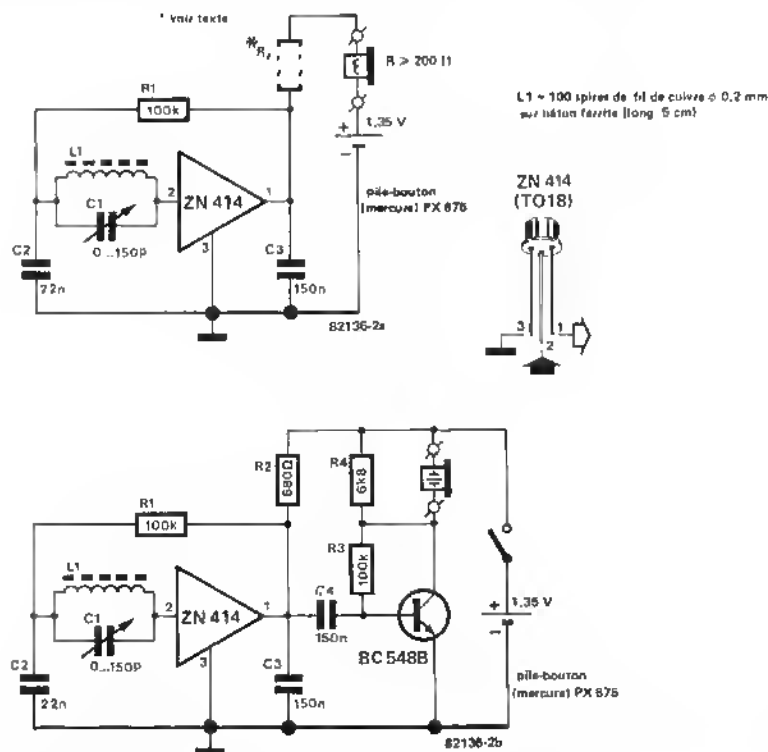 * Voir texte
*R2
R ≥ 200 Ω
R1
100k
1,35 V
L1
C1
0...150p
2
ZN 414
1
3
pile-bouton
(mercure) PX 675
C2
22n
C3
150n
82136-2a
L1 = 100 spires de fil de cuivre ϕ 0,2 mm
sur bâton ferrite (long. 5 cm)
ZN 414
(TO18)
3
1
2
R2
680Ω
R4
6k8
R1
100k
R3
100k
L1
C1
0...150p
2
ZN 414
1
3
C4
150n
BC 548B
1,35 V
pile-bouton
(mercure) PX 675
C2
22n
C3
150n
82136-2b